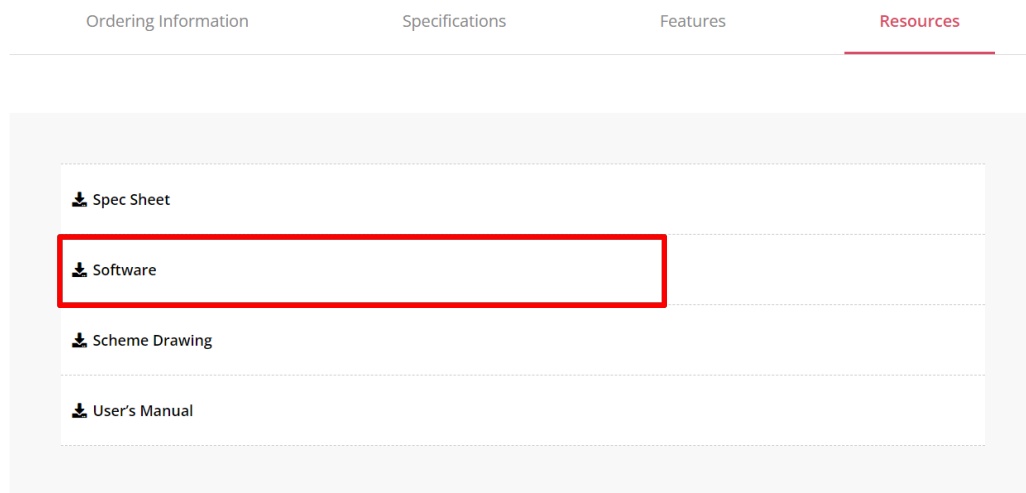 Ordering Information Specifications Features Resources
Spec Sheet
Software
Scheme Drawing
User’s Manual